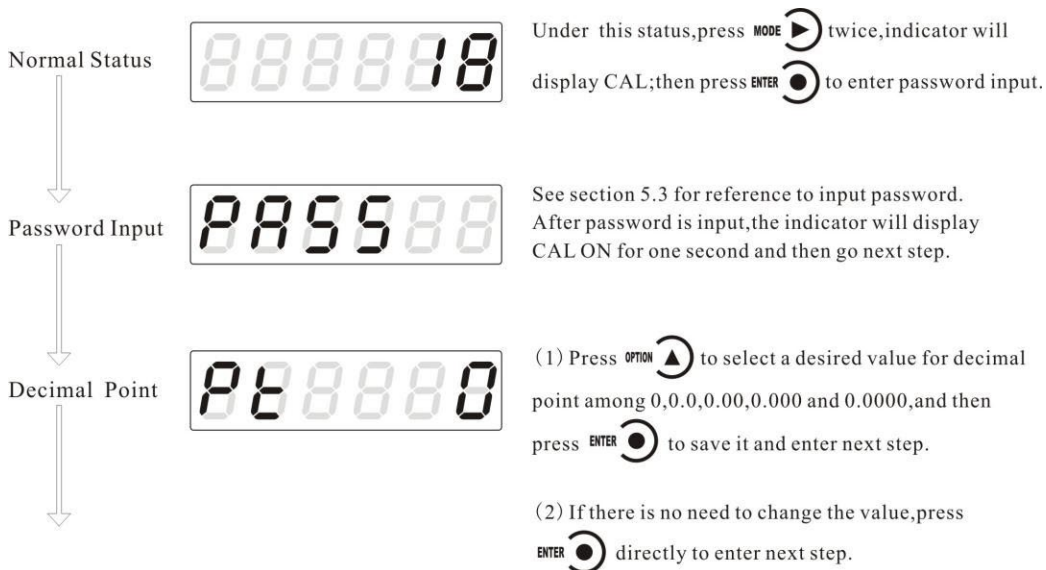 Normal Status
18
Under this status,press MODE twice,indicator will
display CAL;then press ENTER to enter password input.
Password Input
PASS
See section 5.3 for reference to input password.
After password is input,the indicator will display
CAL ON for one second and then go next step.
Decimal Point
Pt 0
(1) Press OPTION to select a desired value for decimal
point among 0,0.0,0.00,0.000 and 0.0000,and then
press ENTER to save it and enter next step.
(2) If there is no need to change the value,press
ENTER directly to enter next step.